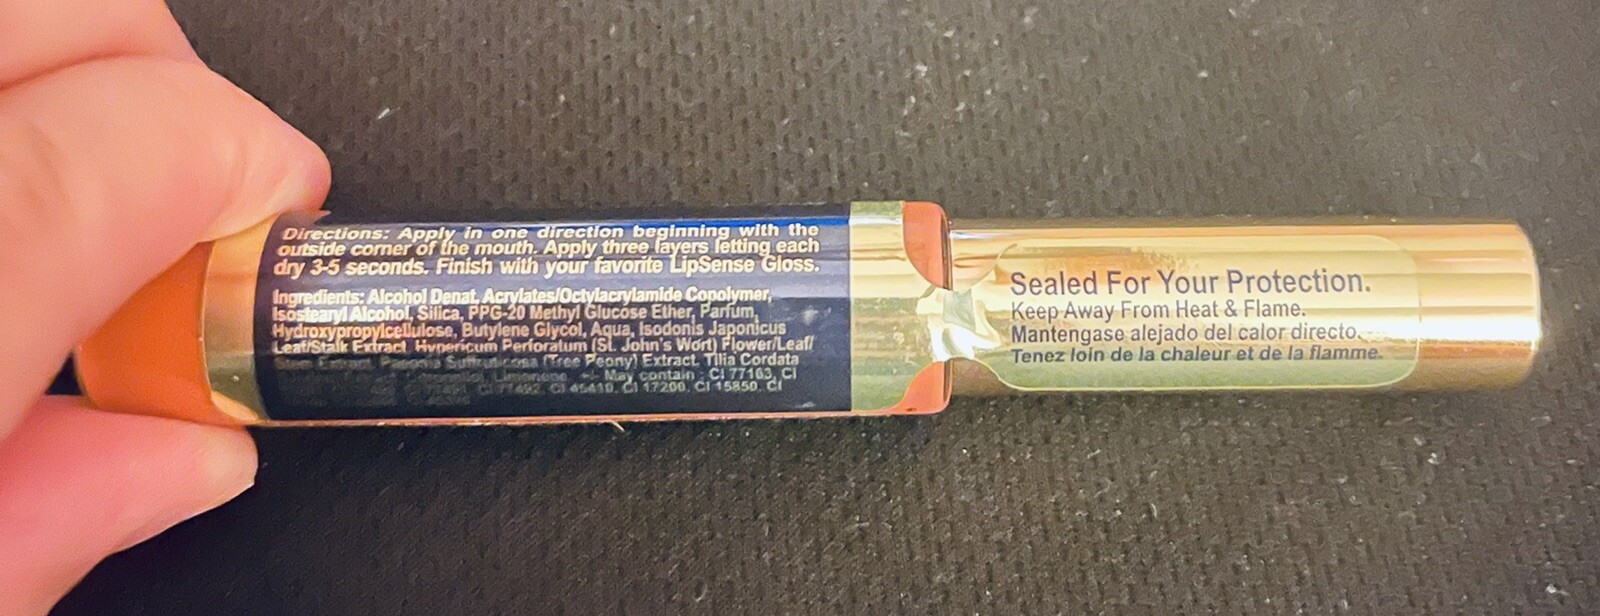 Directions: Apply in one direction beginning with the
outside corner of the mouth. Apply three layers letting each
dry 3-5 seconds. Finish with your favorite LipSense Gloss.
Ingredients: Alcohol Denat, Acrylates/Octylacrylamide Copolymer,
Isostearyl Alcohol, Silica, PPG-20 Methyl Glucose Ether, Parfum,
Hydroxypropylcellulose, Butylene Glycol, Aqua, Isodonis Japonicus
Leaf/Stalk Extract, Hypericum Perforatum (St. John's Wort) Flower/Leaf/
Stem Extract, Paeonia Suffruticosa (Tree Peony) Extract, Tilia Cordata
Limonene. +/- May contain : CI 77163, CI
CI 77492, CI 45410, CI 17200, CI 15850, CI
Sealed For Your Protection.
Keep Away From Heat & Flame.
Mantengase alejado del calor directo.
Tenez loin de la chaleur et de la flamme.